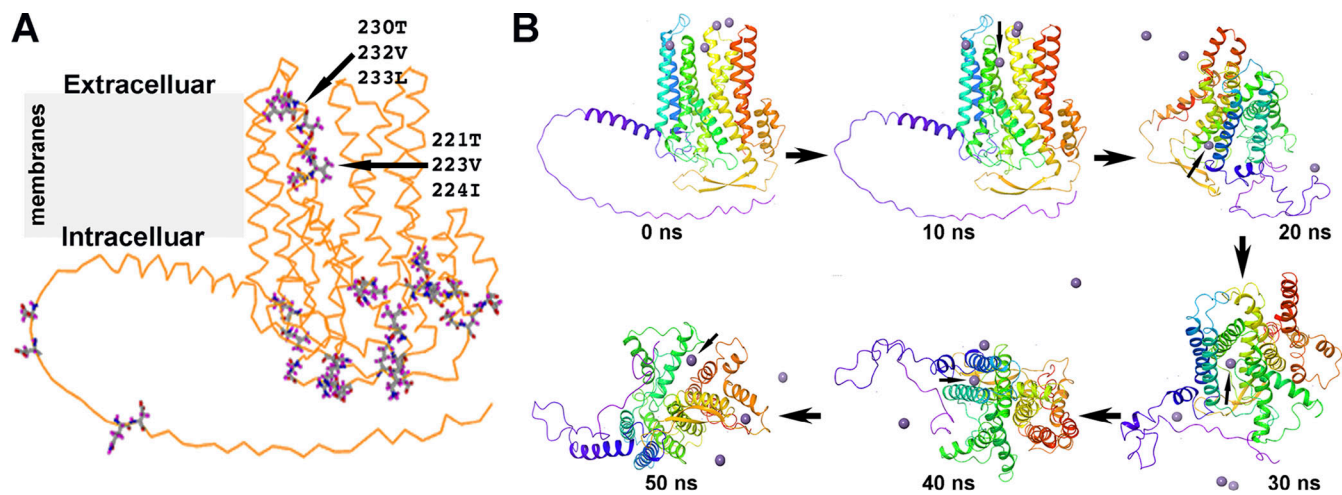 A
230T
232V
233L
Extracelluar
membranes
221T
223V
224I
Intracelluar
B
0 ns
10 ns
20 ns
50 ns
40 ns
30 ns